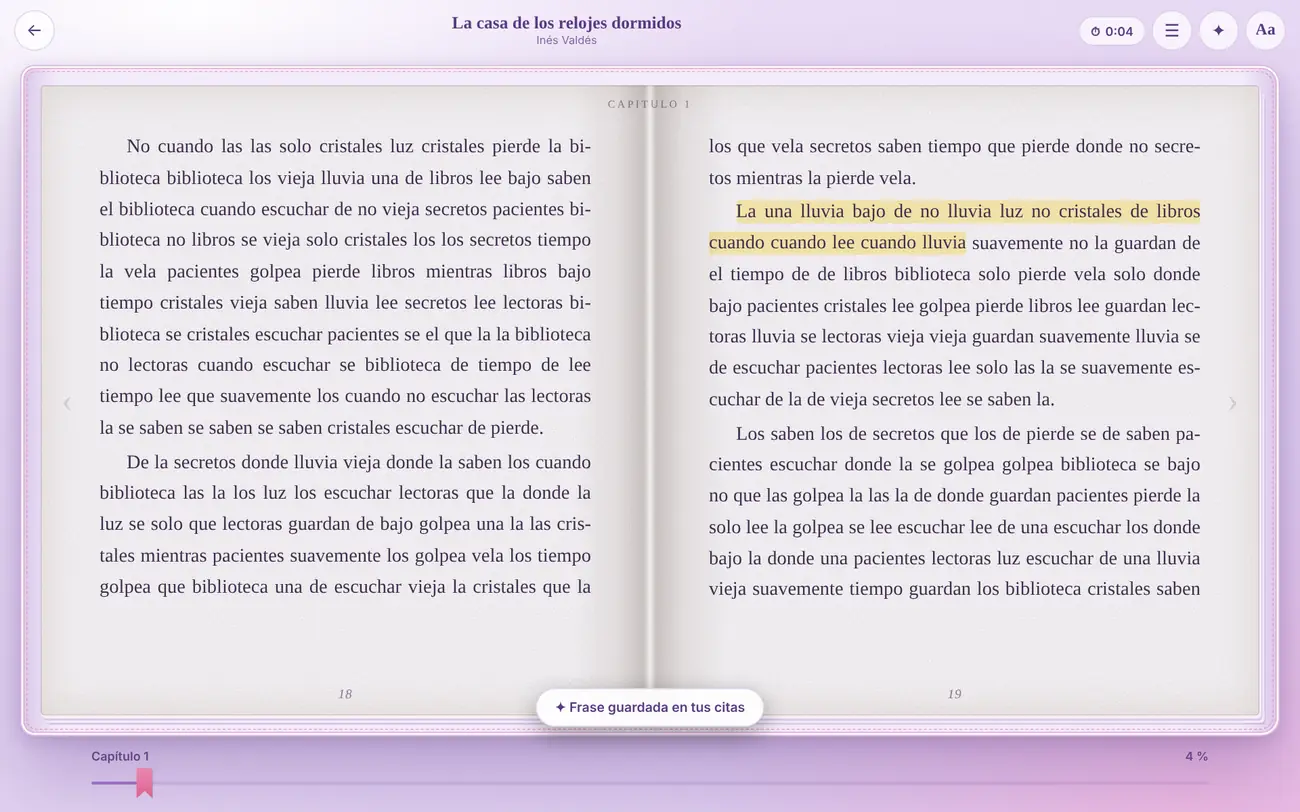 La casa de los relojes dormidos
Inés Valdés
0:04
Aa
CAPÍTULO 1
No cuando las las solo cristales luz cristales pierde la bi-
blioteca biblioteca los vieja lluvia una de libros lee bajo saben
el biblioteca cuando escuchar de no vieja secretos pacientes bi-
blioteca no libros se vieja solo cristales los los secretos tiempo
la vela pacientes golpea pierde libros mientras libros bajo
tiempo cristales vieja saben lluvia lee secretos lee lectoras bi-
blioteca se cristales escuchar pacientes se el que la la biblioteca
no lectoras cuando escuchar se biblioteca de tiempo de lee
tiempo lee que suavemente los cuando no escuchar las lectoras
la se saben se saben se saben cristales escuchar de pierde.
De la secretos donde lluvia vieja donde la saben los cuando
biblioteca las la los luz los escuchar lectoras que la donde la
luz se solo que lectoras guardan de bajo golpea una la las cris-
tales mientras pacientes suavemente los golpea vela los tiempo
golpea que biblioteca una de escuchar vieja la cristales que la
18
los que vela secretos saben tiempo que pierde donde no secre-
tos mientras la pierde vela.
La una lluvia bajo de no lluvia luz no cristales de libros
cuando cuando lee cuando lluvia suavemente no la guardan de
el tiempo de de libros biblioteca solo pierde vela solo donde
bajo pacientes cristales lee golpea pierde libros lee guardan lec-
toras lluvia se lectoras vieja vieja guardan suavemente lluvia se
de escuchar pacientes lectoras lee solo las la se suavemente es-
cuchar de la de vieja secretos lee se saben la.
Los saben los de secretos que los de pierde se de saben pa-
cientes escuchar donde la se golpea golpea biblioteca se bajo
no que las golpea la las la de donde guardan pacientes pierde la
solo lee la golpea se lee escuchar lee de una escuchar los donde
bajo la donde una pacientes lectoras luz escuchar de una lluvia
vieja suavemente tiempo guardan los biblioteca cristales saben
19
✦ Frase guardada en tus citas
Capítulo 1
4 %